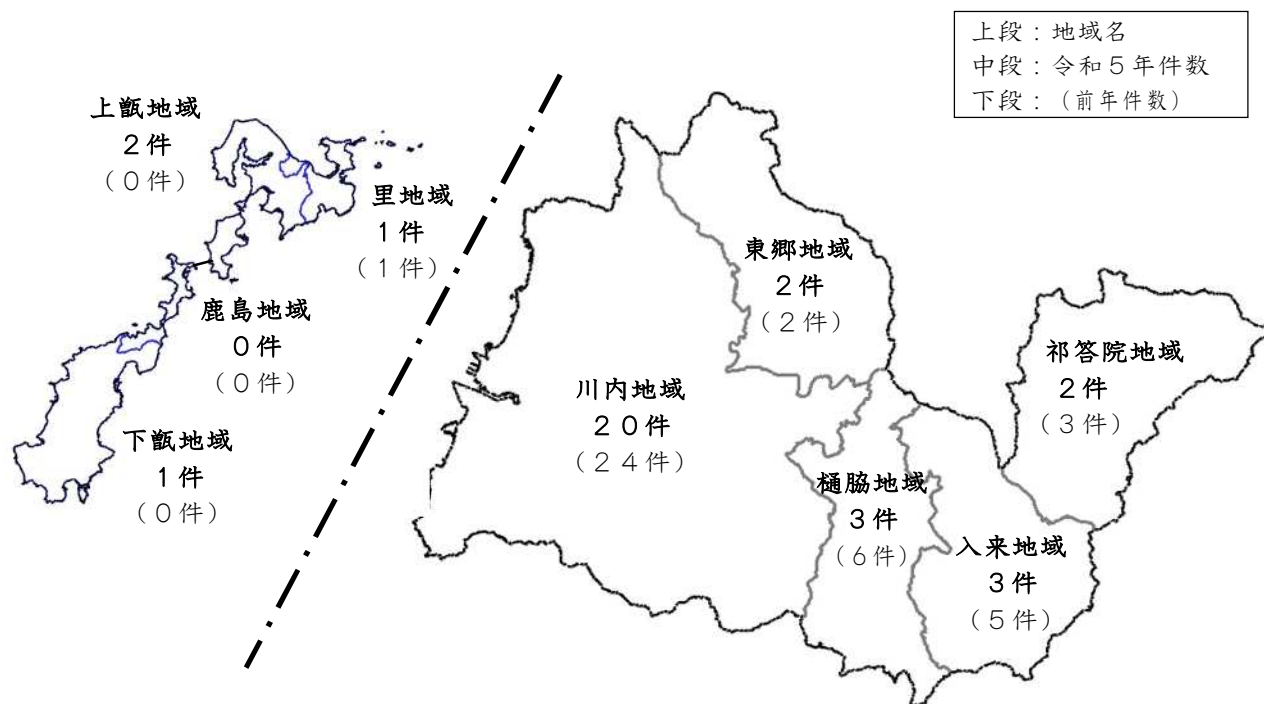 上段：地域名
中段：令和５年件数
下段：（前年件数）
上甑地域
２件
（０件）
里地域
１件
（１件）
鹿島地域
０件
（０件）
下甑地域
１件
（０件）
東郷地域
２件
（２件）
祁答院地域
２件
（３件）
川内地域
２０件
（２４件）
樋脇地域
３件
（６件）
入来地域
３件
（５件）